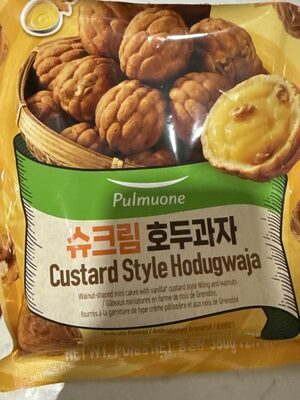 Pulmuone
슈크림 호두과자
Custard Style Hodugwaja
Walnut-shaped mini cakes with vanilla* custard style filling and walnuts
Gâteaux miniatures en forme de noix de Grenoble,
fourrés à la garniture de type crème pâtissière et aux noix de Grenoble